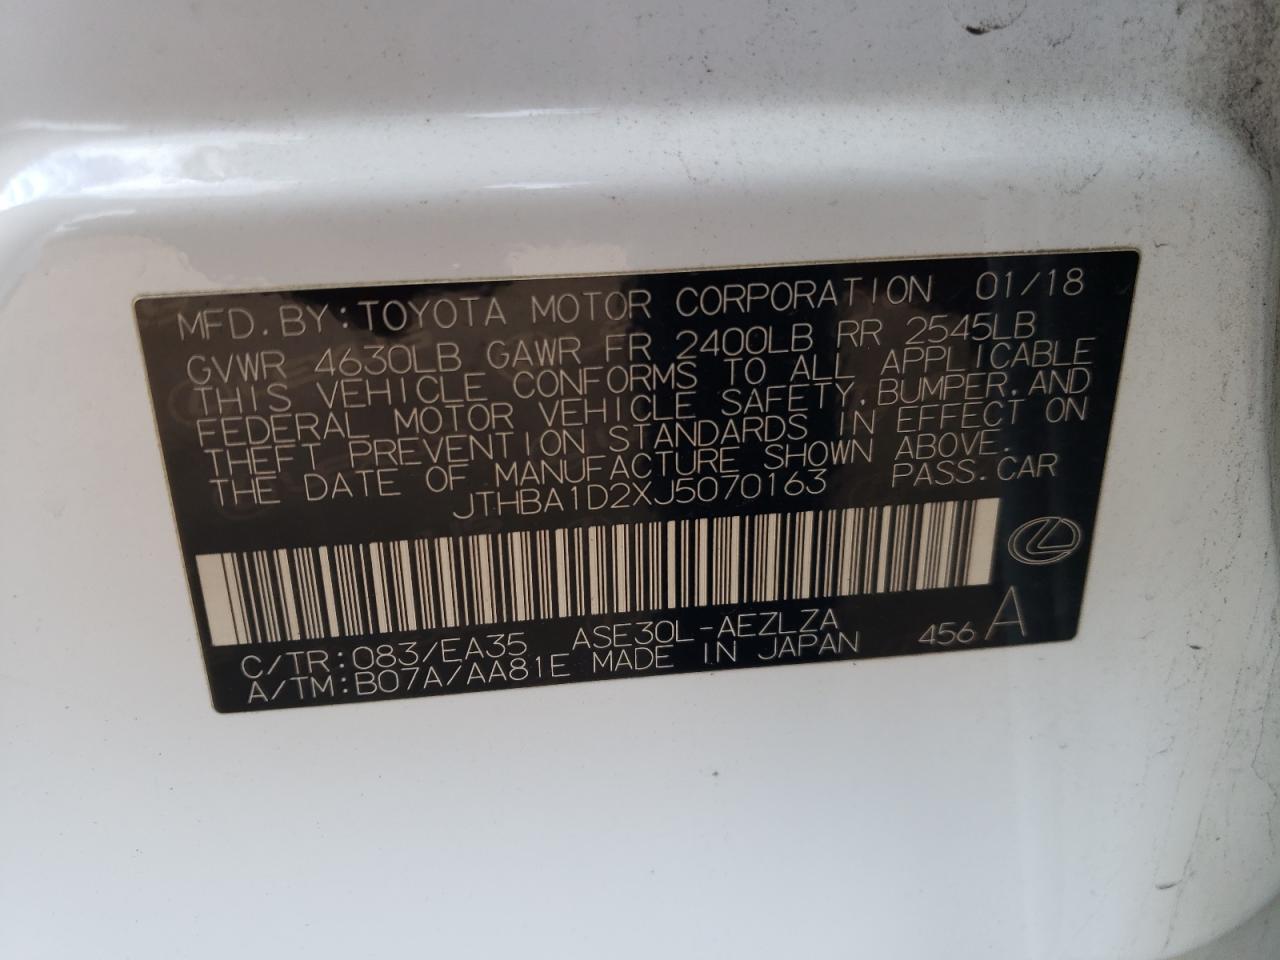 MFD.BY:TOYOTA MOTOR CORPORATION 01/18
GVWR 4630LB GAWR FR 2400LB RR 2545LB
THIS VEHICLE CONFORMS TO ALL APPLICABLE
FEDERAL MOTOR VEHICLE SAFETY,BUMPER,AND
THEFT PREVENTION STANDARDS IN EFFECT ON
THE DATE OF MANUFACTURE SHOWN ABOVE.
JTHBA1D2XJ5070163 PASS.CAR
C/TR:083/EA35 ASE30L-AEZLZA 456 A
A/TM:B07A/AA81E MADE IN JAPAN